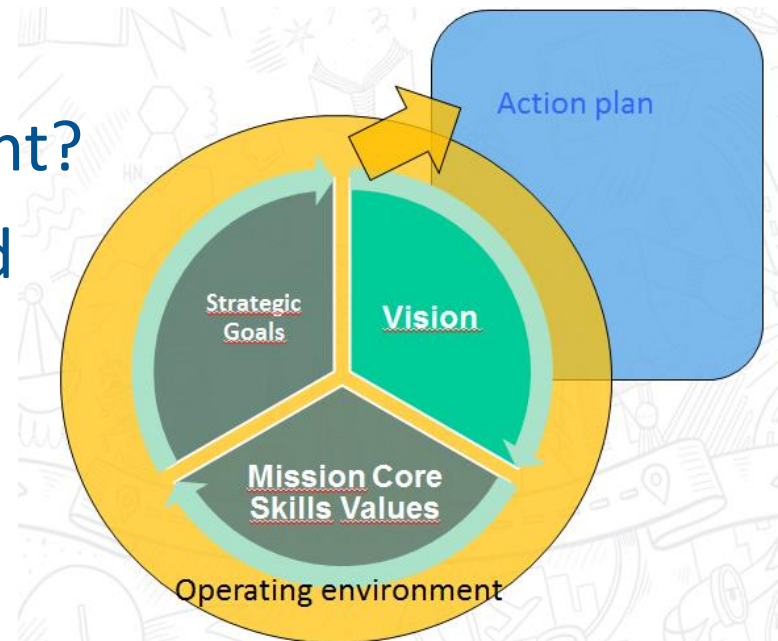 nt?
d
Action plan
Strategic
Goals
Vision
Mission Core
Skills Values
Operating environment